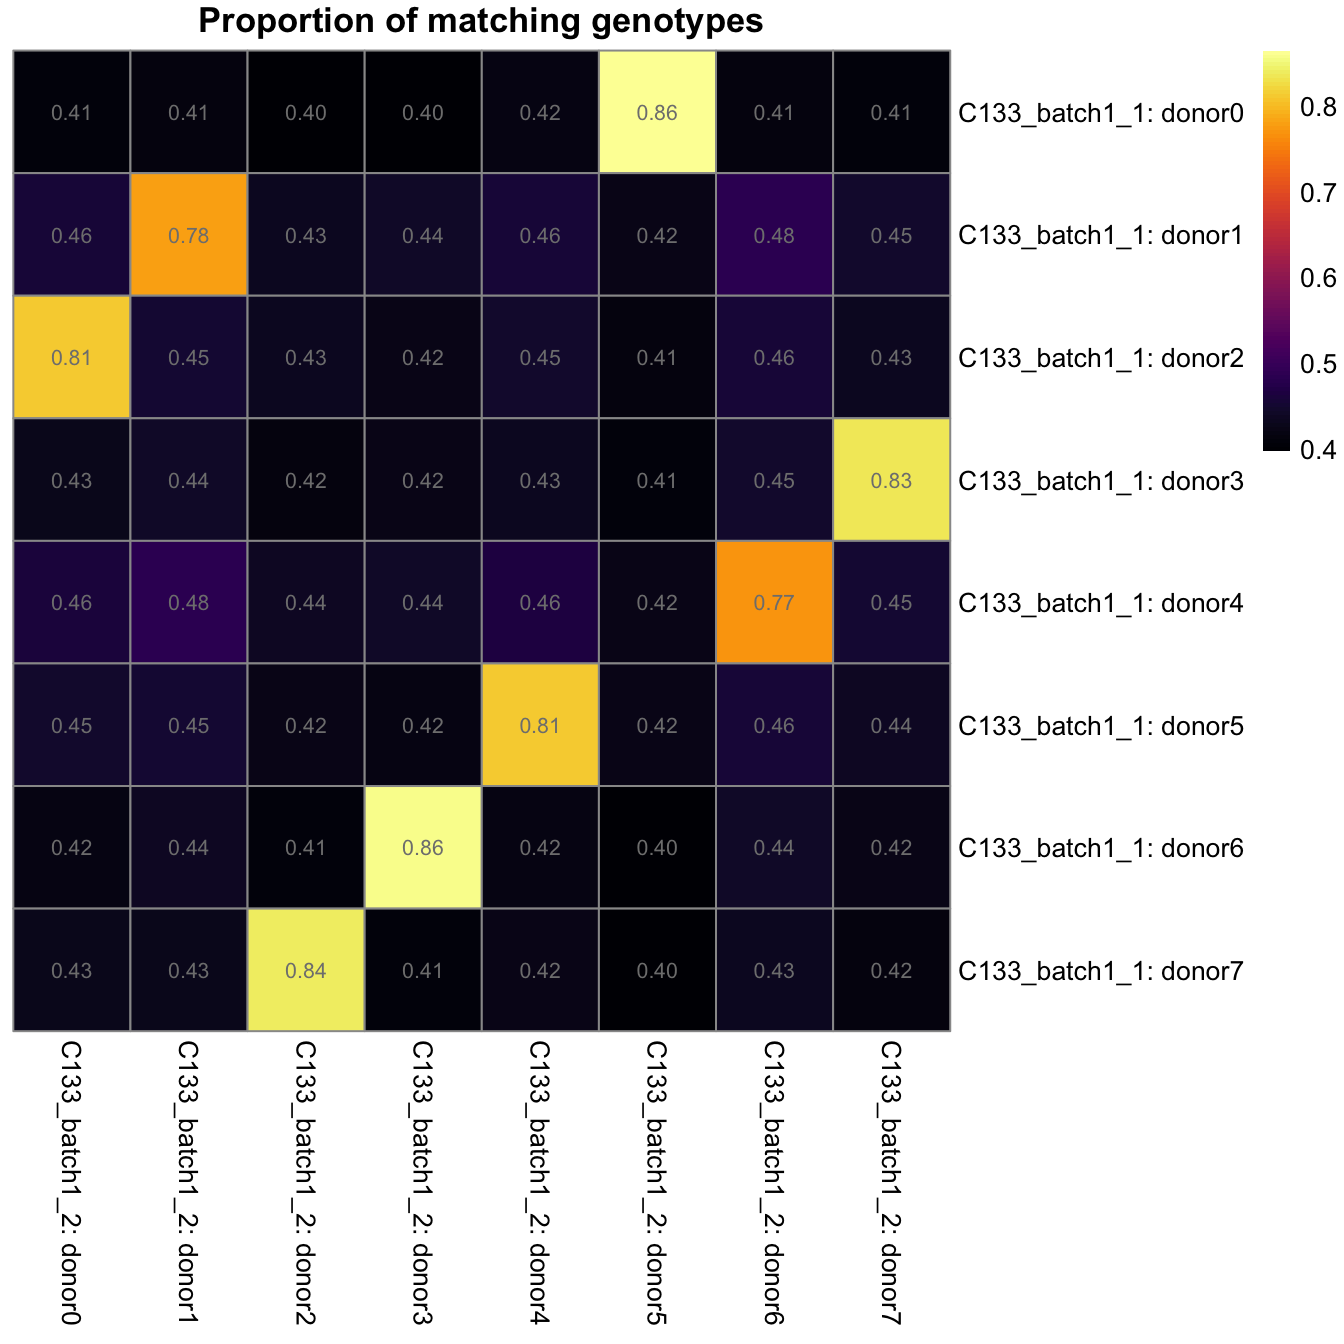 Proportion of matching genotypes
0.41 0.41 0.40 0.40 0.42 0.86 0.41 0.41 C133_batch1_1: donor0
0.46 0.78 0.43 0.44 0.46 0.42 0.48 0.45 C133_batch1_1: donor1
0.81 0.45 0.43 0.42 0.45 0.41 0.46 0.43 C133_batch1_1: donor2
0.43 0.44 0.42 0.42 0.43 0.41 0.45 0.83 C133_batch1_1: donor3
0.46 0.48 0.44 0.44 0.46 0.42 0.77 0.45 C133_batch1_1: donor4
0.45 0.45 0.42 0.42 0.81 0.42 0.46 0.44 C133_batch1_1: donor5
0.42 0.44 0.41 0.86 0.42 0.40 0.44 0.42 C133_batch1_1: donor6
0.43 0.43 0.84 0.41 0.42 0.40 0.43 0.42 C133_batch1_1: donor7
C133_batch1_2: donor0
C133_batch1_2: donor1
C133_batch1_2: donor2
C133_batch1_2: donor3
C133_batch1_2: donor4
C133_batch1_2: donor5
C133_batch1_2: donor6
C133_batch1_2: donor7
0.8
0.7
0.6
0.5
0.4